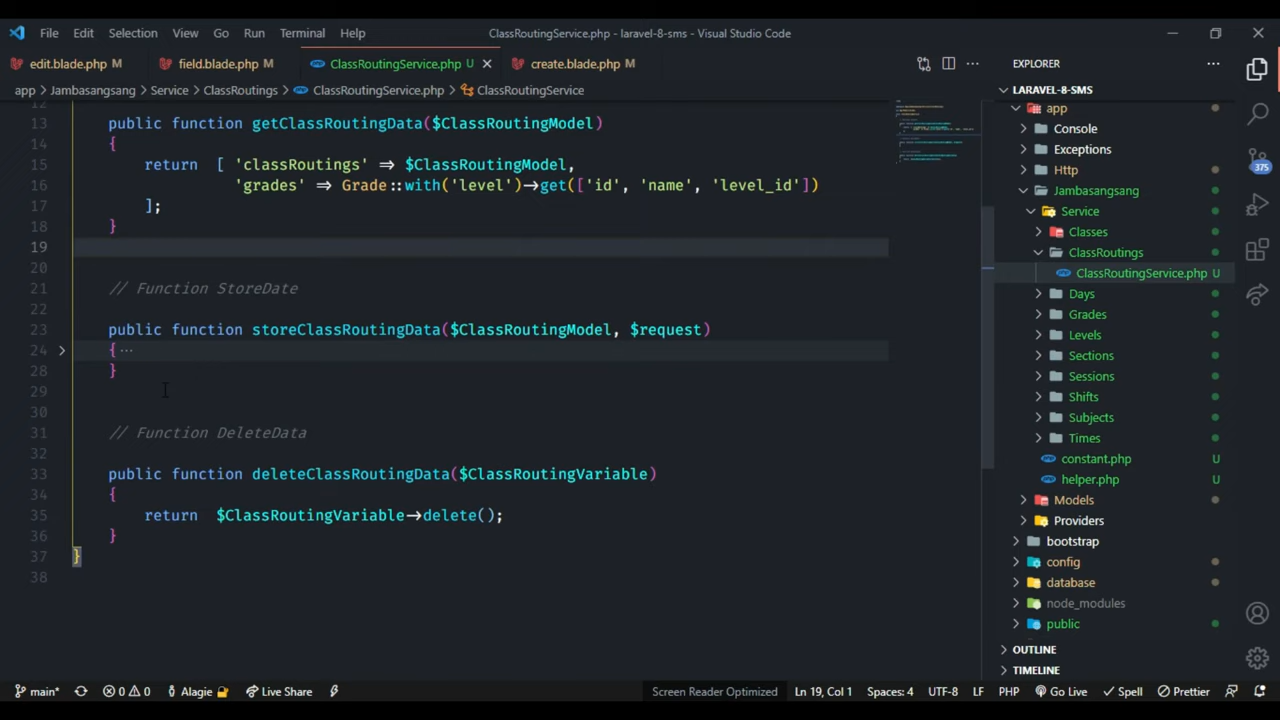 File Edit Selection View Go Run Terminal Help
ClassRoutingService.php - laravel-8-sms - Visual Studio Code
edit.blade.php M
field.blade.php M
ClassRoutingService.php U
create.blade.php M
app > Jambasangsang > Service > ClassRoutings > ClassRoutingService.php > ClassRoutingService
13 public function getClassRoutingData($ClassRoutingModel)
14 {
15 return [ 'classRoutings' => $ClassRoutingModel,
16 'grades' => Grade::with('level')->get(['id', 'name', 'level_id'])
17 ];
18 }
19
20
21 // Function StoreDate
22
23 public function storeClassRoutingData($ClassRoutingModel, $request)
24 {...
28 }
29
30
31 // Function DeleteData
32
33 public function deleteClassRoutingData($ClassRoutingVariable)
34 {
35 return $ClassRoutingVariable->delete();
36 }
37 }
38
EXPLORER
LARAVEL-8-SMS
app
Console
Exceptions
Http
Jambasangsang
Service
Classes
ClassRoutings
ClassRoutingService.php U
Days
Grades
Levels
Sections
Sessions
Shifts
Subjects
Times
constant.php U
helper.php U
Models
Providers
bootstrap
config
database
node_modules
public
OUTLINE
TIMELINE
375
main* 0 0 Alagie Live Share
Screen Reader Optimized Ln 19, Col 1 Spaces: 4 UTF-8 LF PHP Go Live Spell Prettier